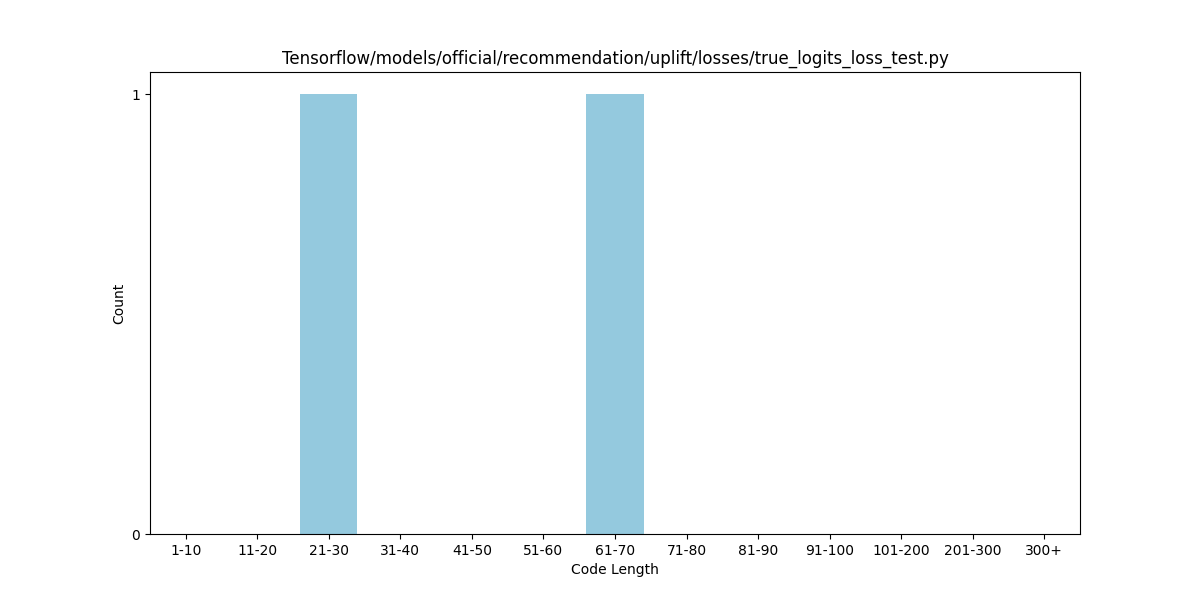 Tensorflow/models/official/recommendation/uplift/losses/true_logits_loss_test.py
1
Count
0
1-10 11-20 21-30 31-40 41-50 51-60 61-70 71-80 81-90 91-100 101-200 201-300 300+
Code Length